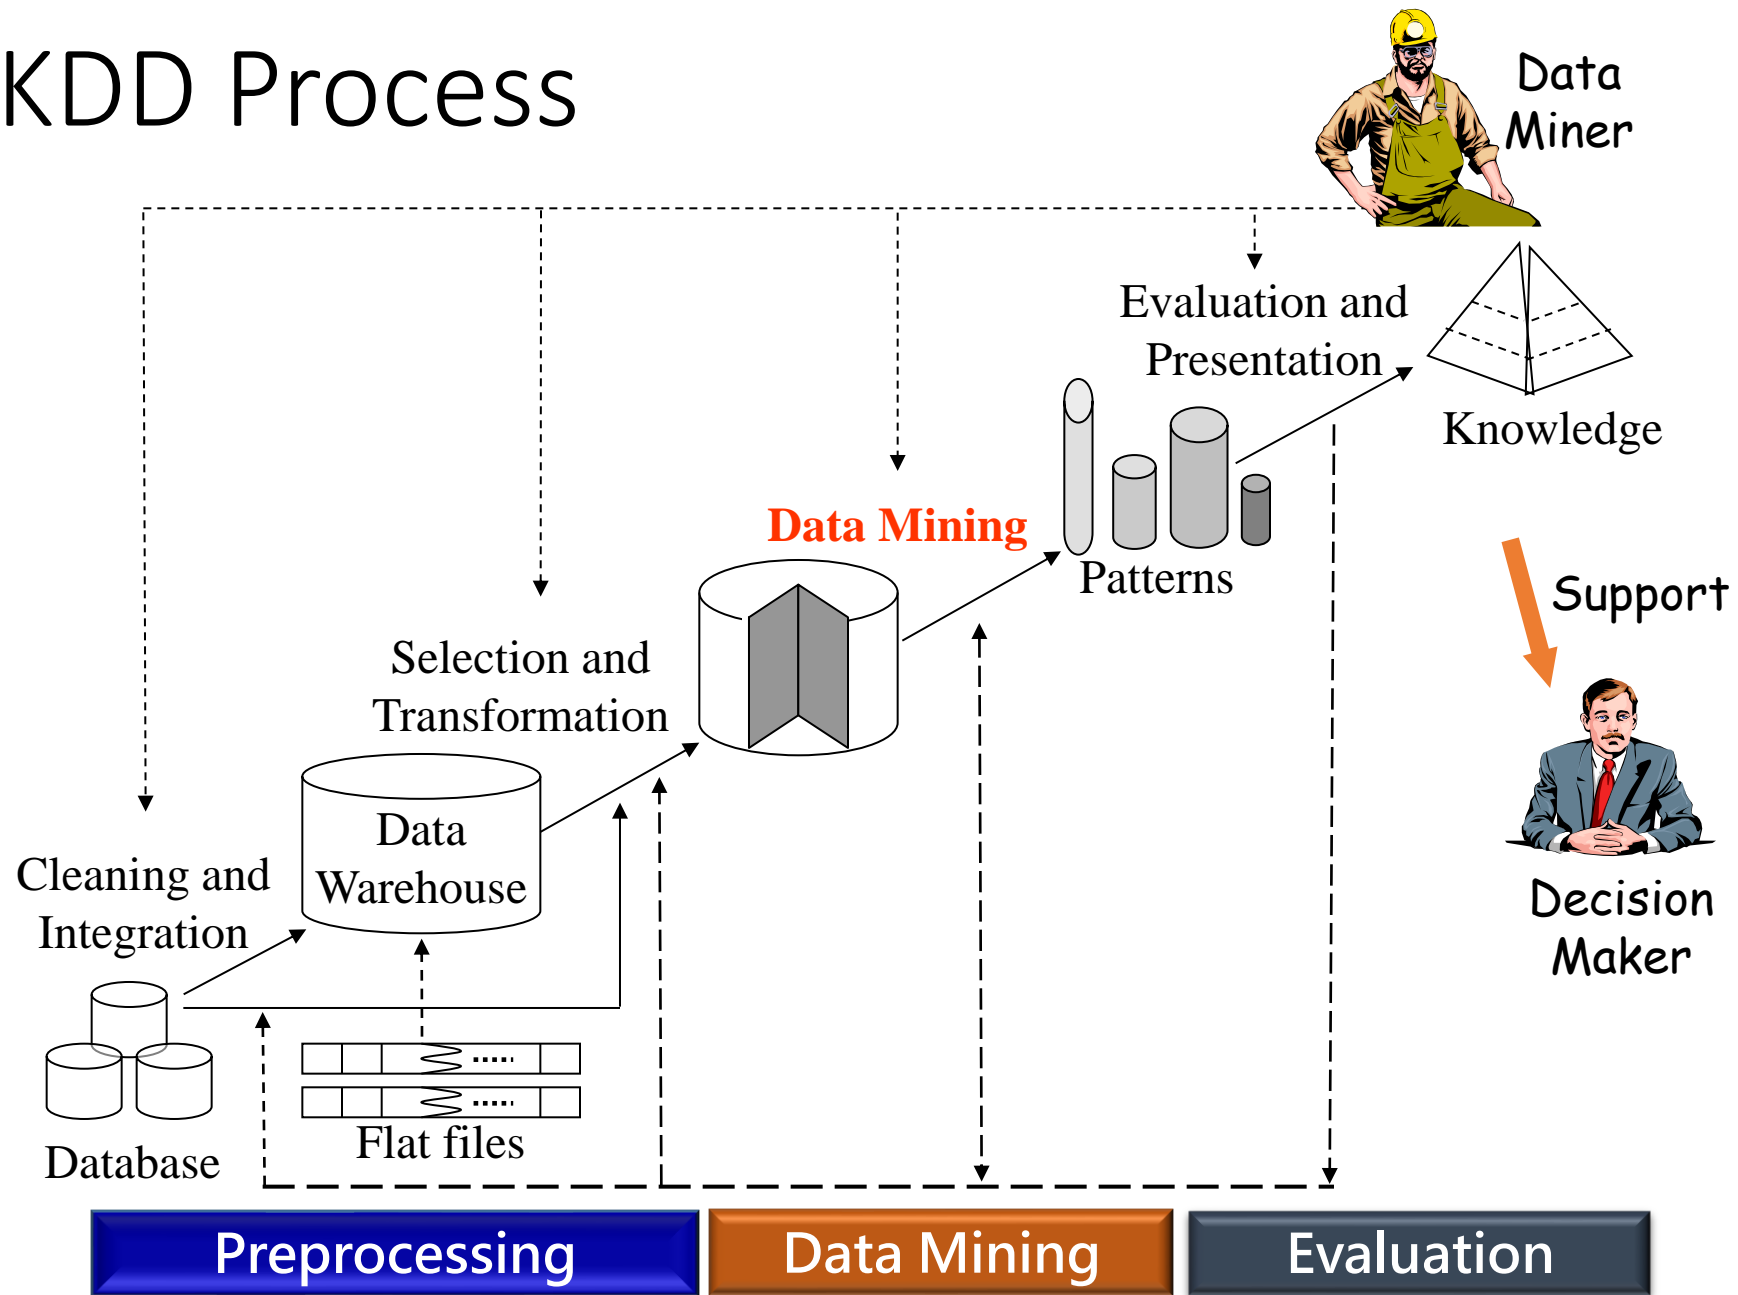 KDD Process
Data
Miner
Evaluation and
Presentation
Knowledge
Data Mining
Patterns
Support
Selection and
Transformation
Data
Warehouse
Cleaning and
Integration
Decision
Maker
Flat files
Database
Preprocessing
Data Mining
Evaluation